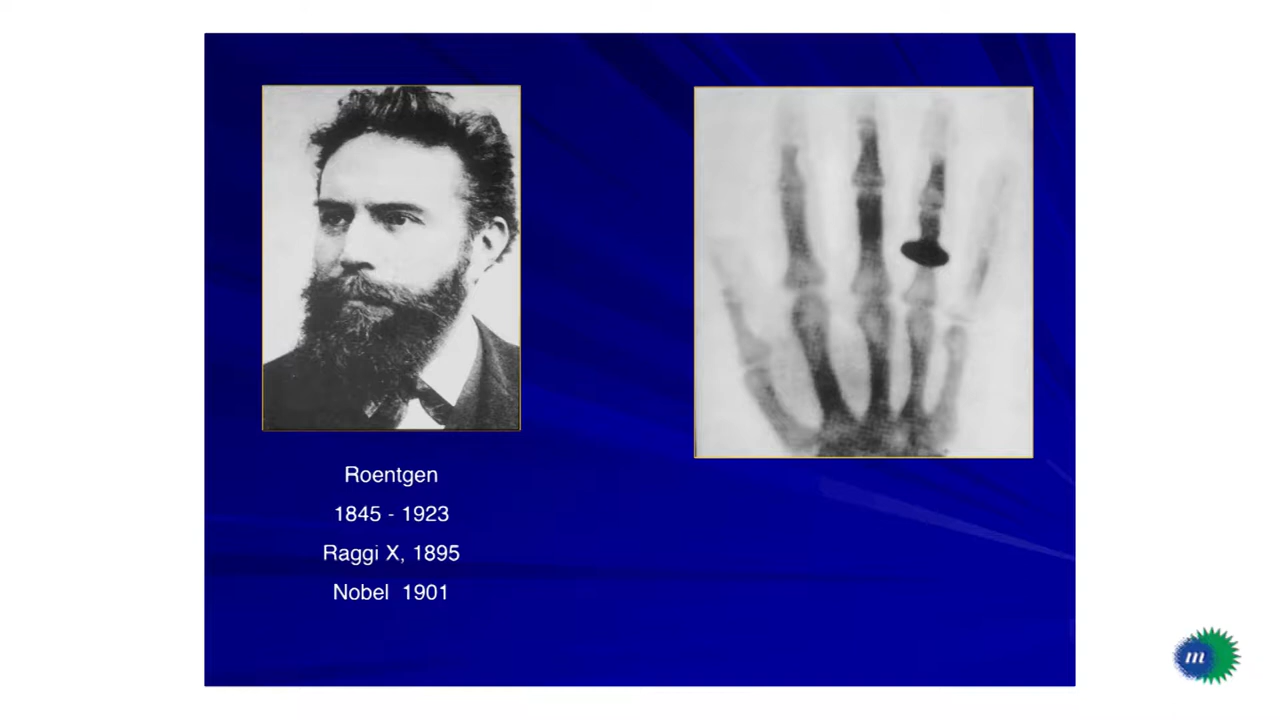 Roentgen
1845 - 1923
Raggi X, 1895
Nobel 1901
m